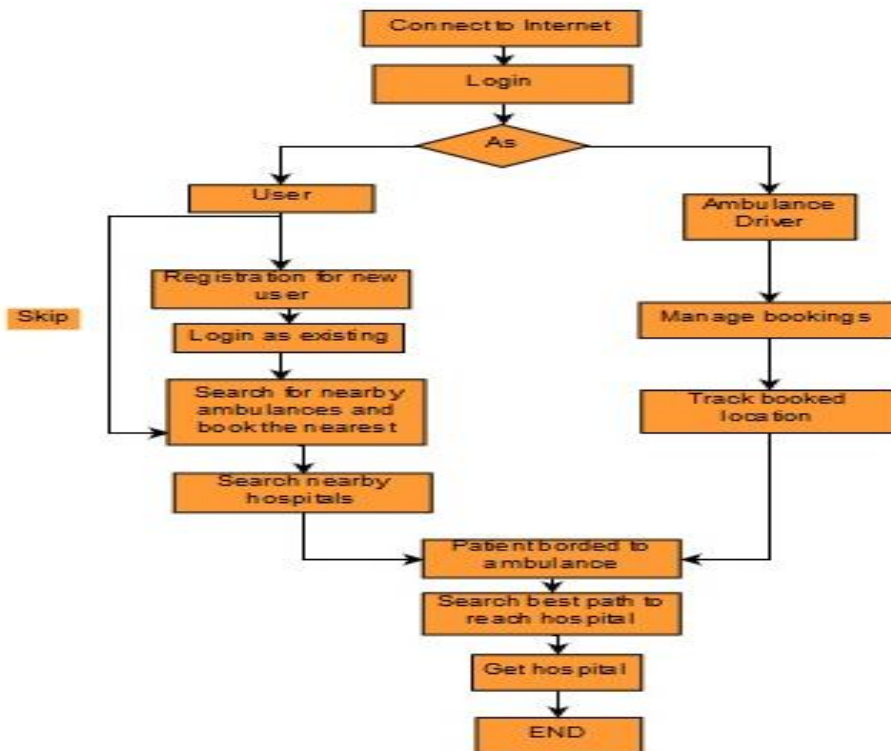 Connect to Internet
Login
As
User
Ambulance
Driver
Registration for new
user
Skip
Manage bookings
Login as existing
Search for nearby
ambulances and
book the nearest
Track booked
location
Search nearby
hospitals
Patient borded to
ambulance
Search best path to
reach hospital
Get hospital
END